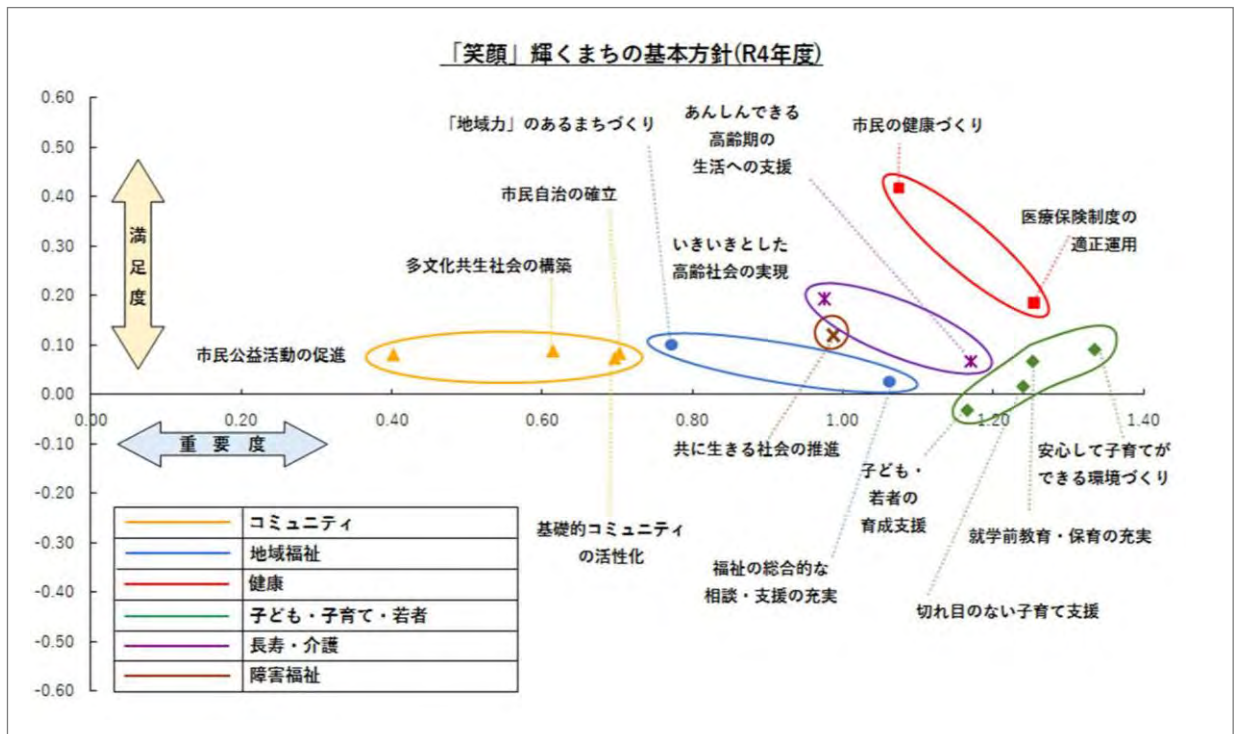 「笑顔」輝くまちの基本方針(R4年度)
0.60
0.50
0.40
0.30
0.20
0.10
0.00
-0.10
-0.20
-0.30
-0.40
-0.50
-0.60
0.00
0.20
0.40
0.60
0.80
1.00
1.20
1.40
満足度
重要度
「地域力」のあるまちづくり
あんしんできる
高齢期の
生活への支援
市民の健康づくり
市民自治の確立
医療保険制度の
適正運用
いきいきとした
高齢社会の実現
多文化共生社会の構築
市民公益活動の促進
共に生きる社会の推進
子ども・
若者の
育成支援
安心して子育てが
できる環境づくり
基礎的コミュニティ
の活性化
就学前教育・保育の充実
福祉の総合的な
相談・支援の充実
切れ目のない子育て支援
コミュニティ
地域福祉
健康
子ども・子育て・若者
長寿・介護
障害福祉